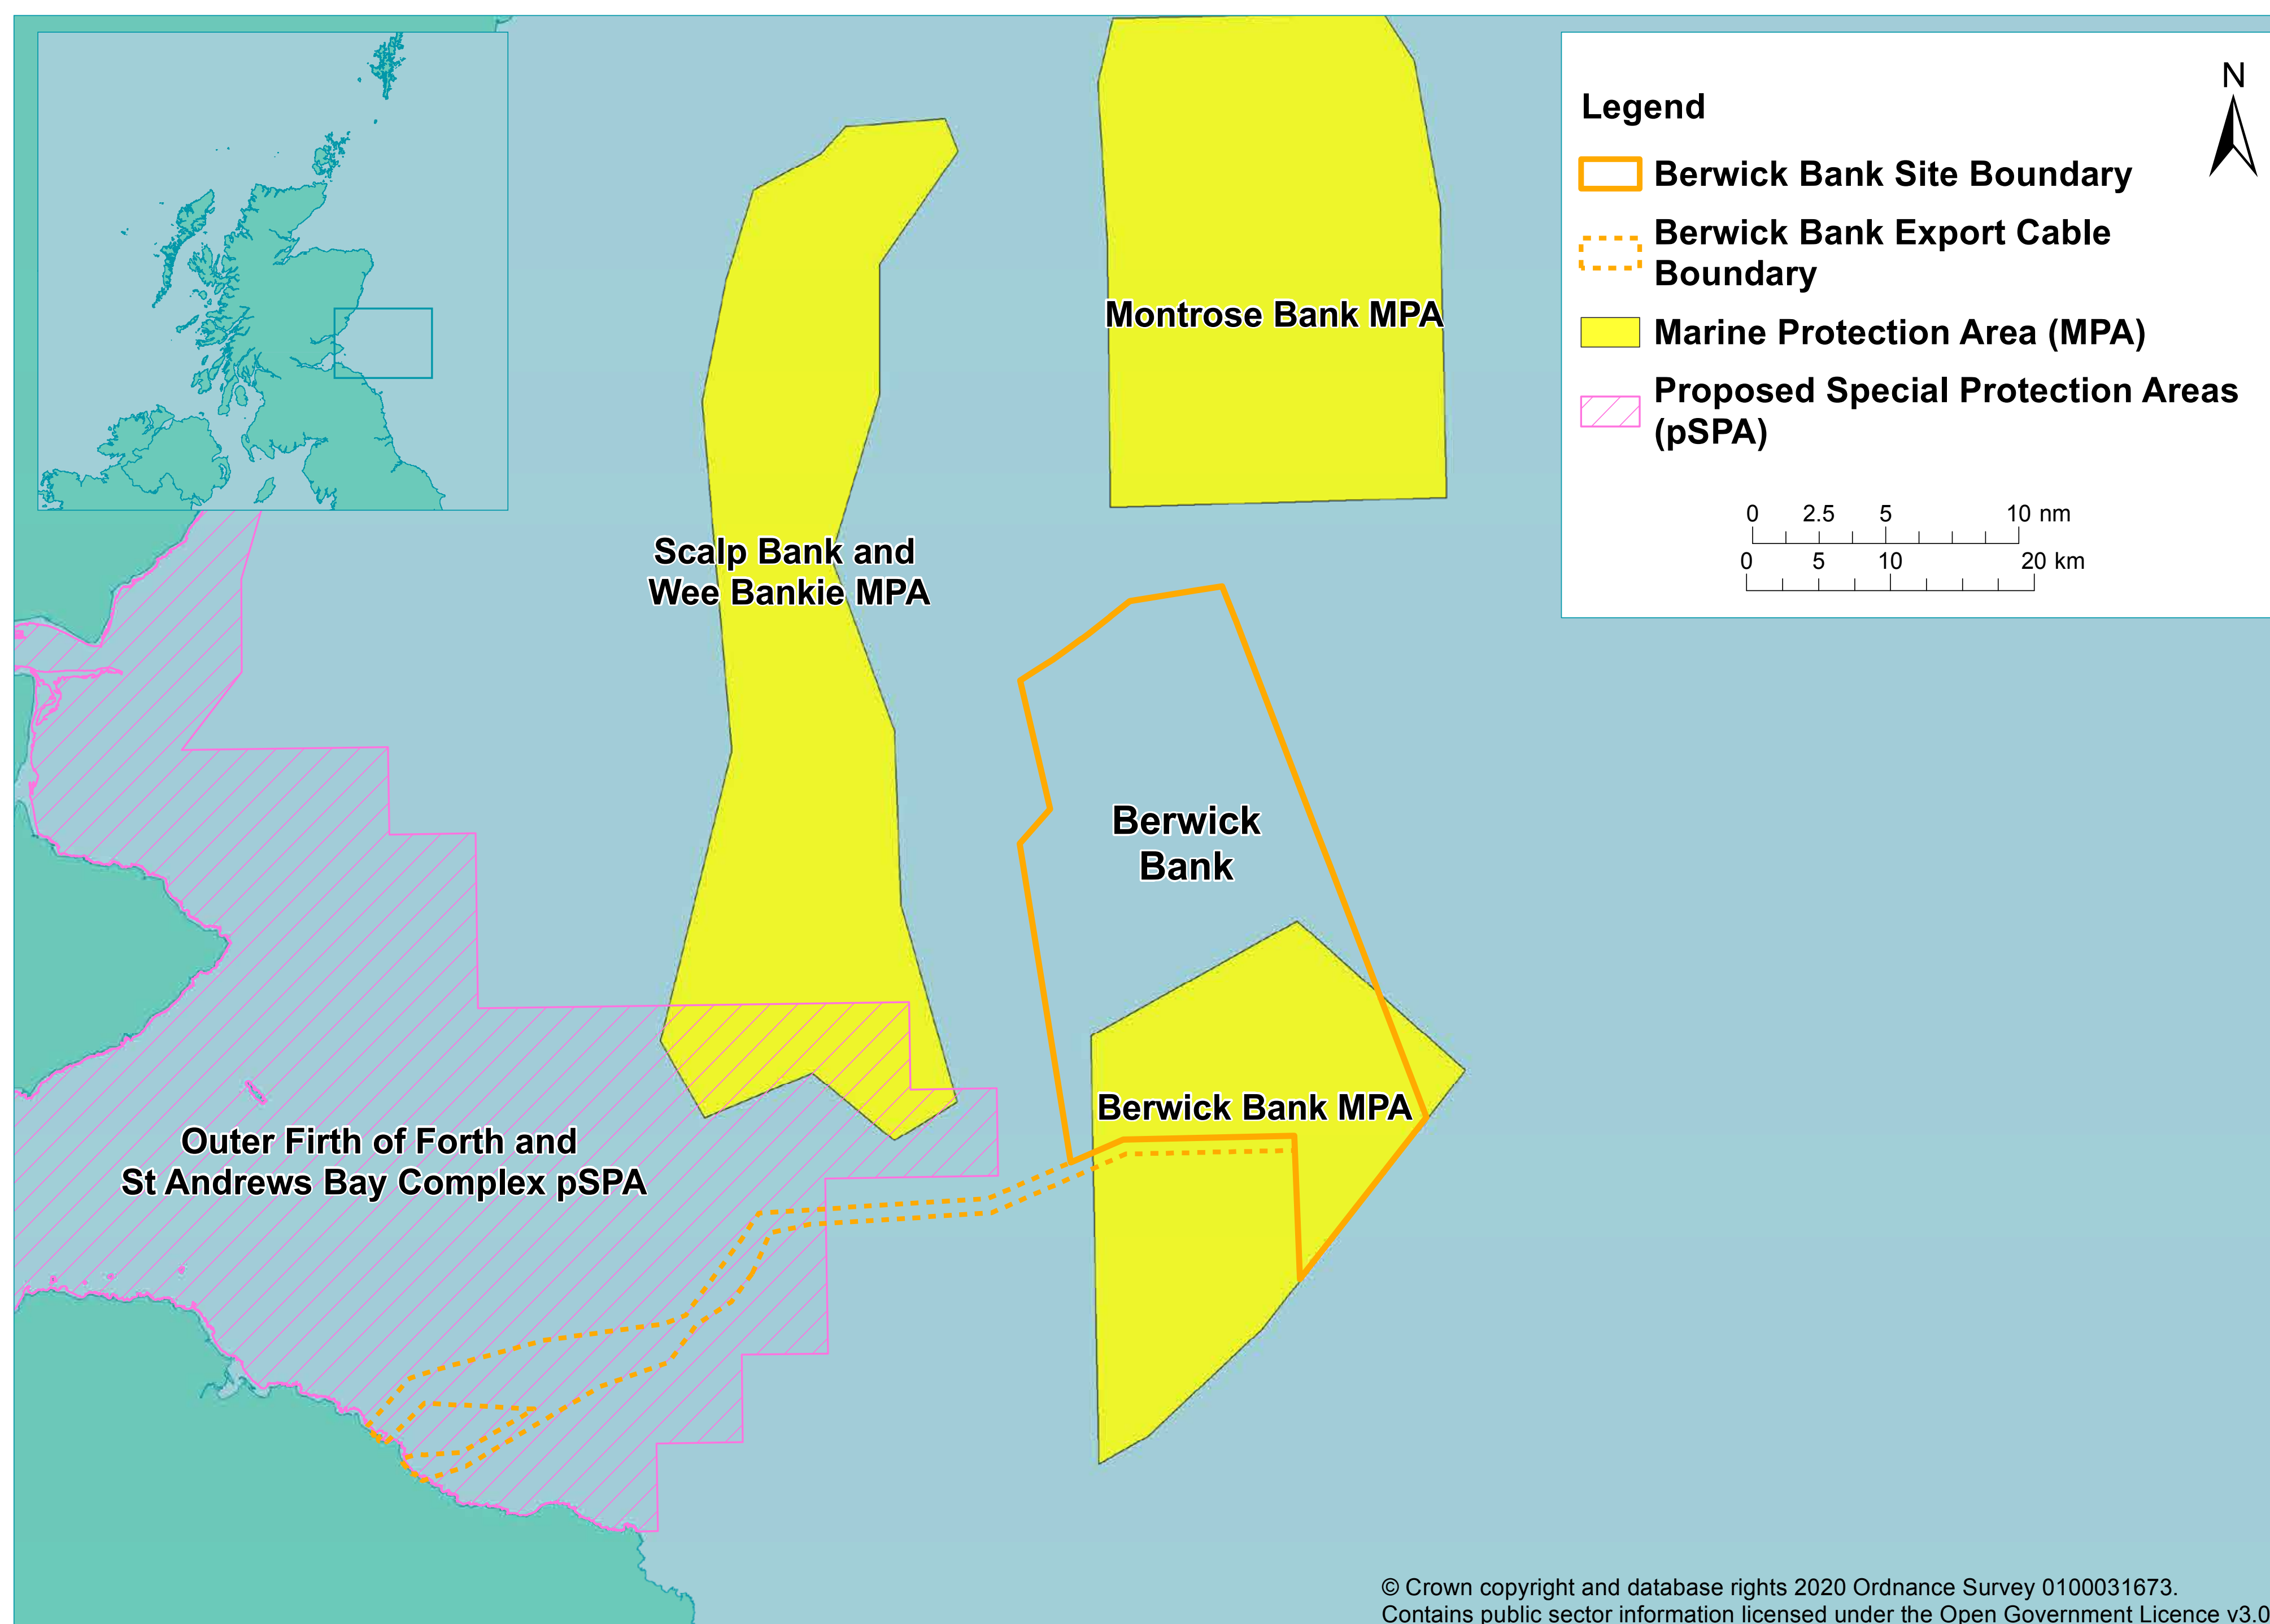 N
Legend
Berwick Bank Site Boundary
Berwick Bank Export Cable
Boundary
Marine Protection Area (MPA)
Proposed Special Protection Areas
(pSPA)
0 2.5 5 10 nm
0 5 10 20 km
Montrose Bank MPA
Scalp Bank and
Wee Bankie MPA
Berwick
Bank
Berwick Bank MPA
Outer Firth of Forth and
St Andrews Bay Complex pSPA
© Crown copyright and database rights 2020 Ordnance Survey 0100031673.
Contains public sector information licensed under the Open Government Licence v3.0